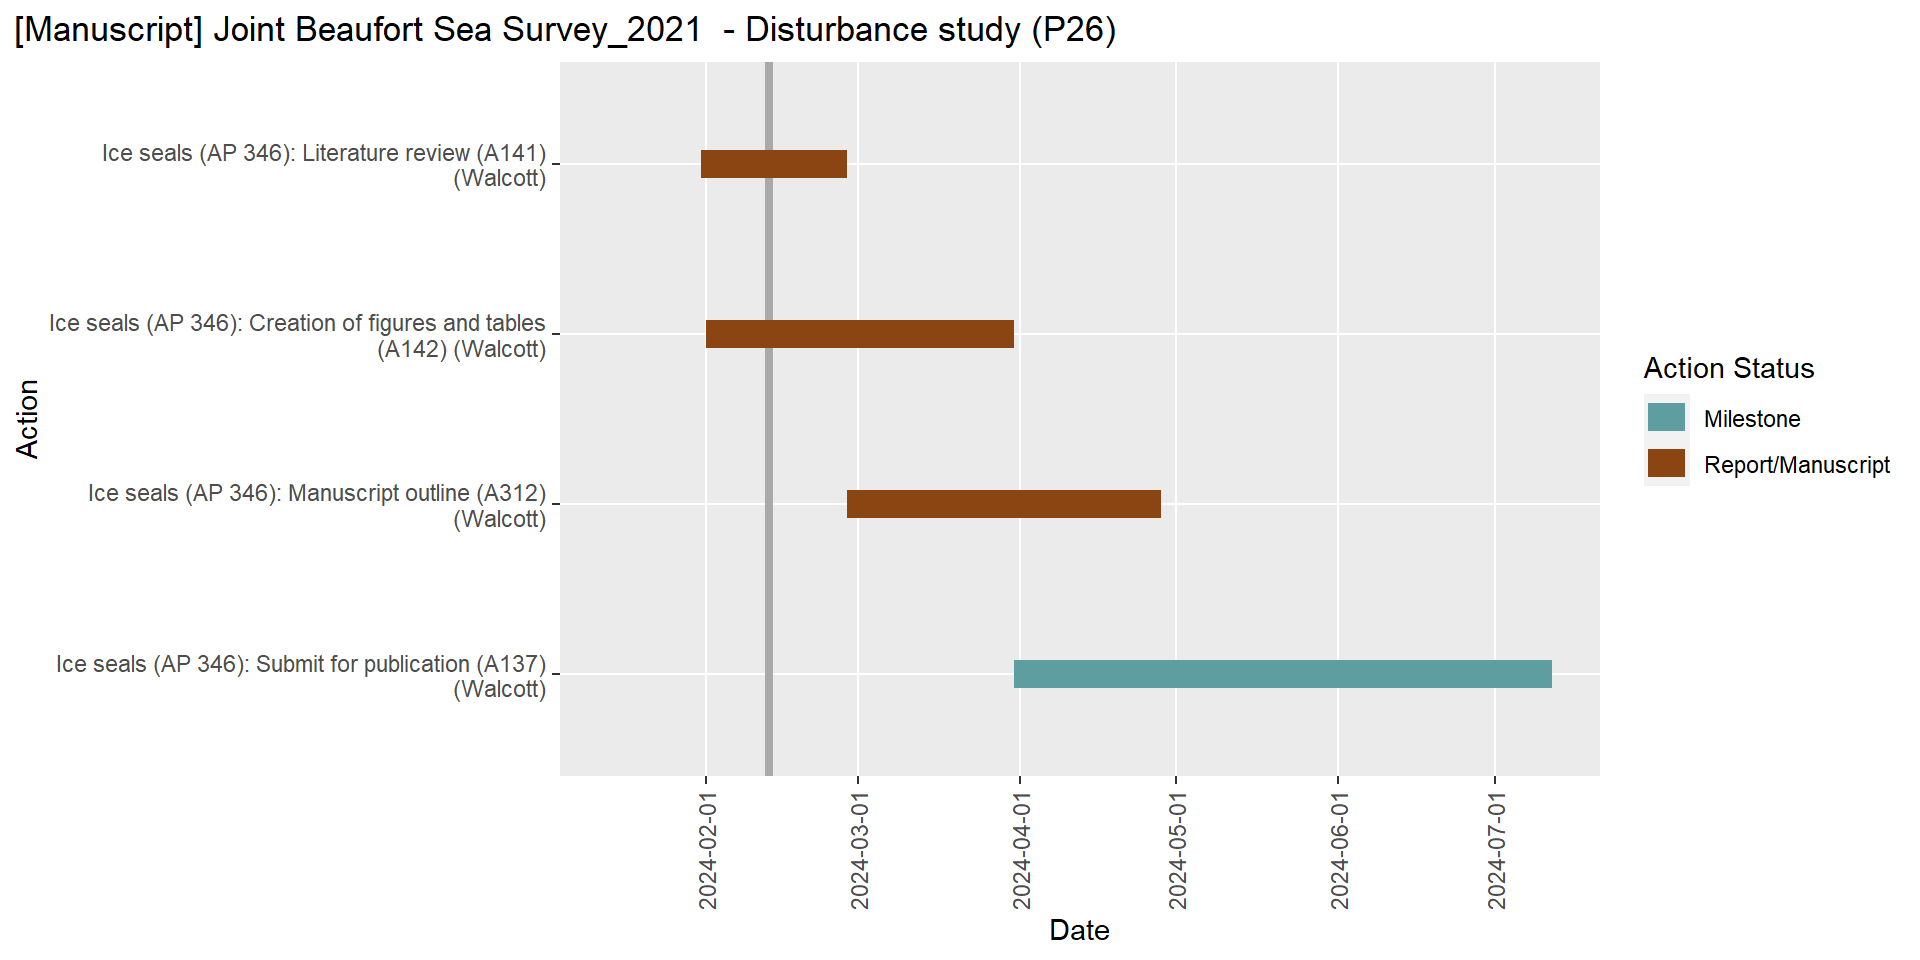 [Manuscript] Joint Beaufort Sea Survey_2021  - Disturbance study (P26)
Ice seals (AP 346): Literature review (A141)
(Walcott)
Ice seals (AP 346): Creation of figures and tables
(A142) (Walcott)
Ice seals (AP 346): Manuscript outline (A312)
(Walcott)
Ice seals (AP 346): Submit for publication (A137)
(Walcott)
Action
2024-02-01
2024-03-01
2024-04-01
2024-05-01
2024-06-01
2024-07-01
Date
Action Status
Milestone
Report/Manuscript